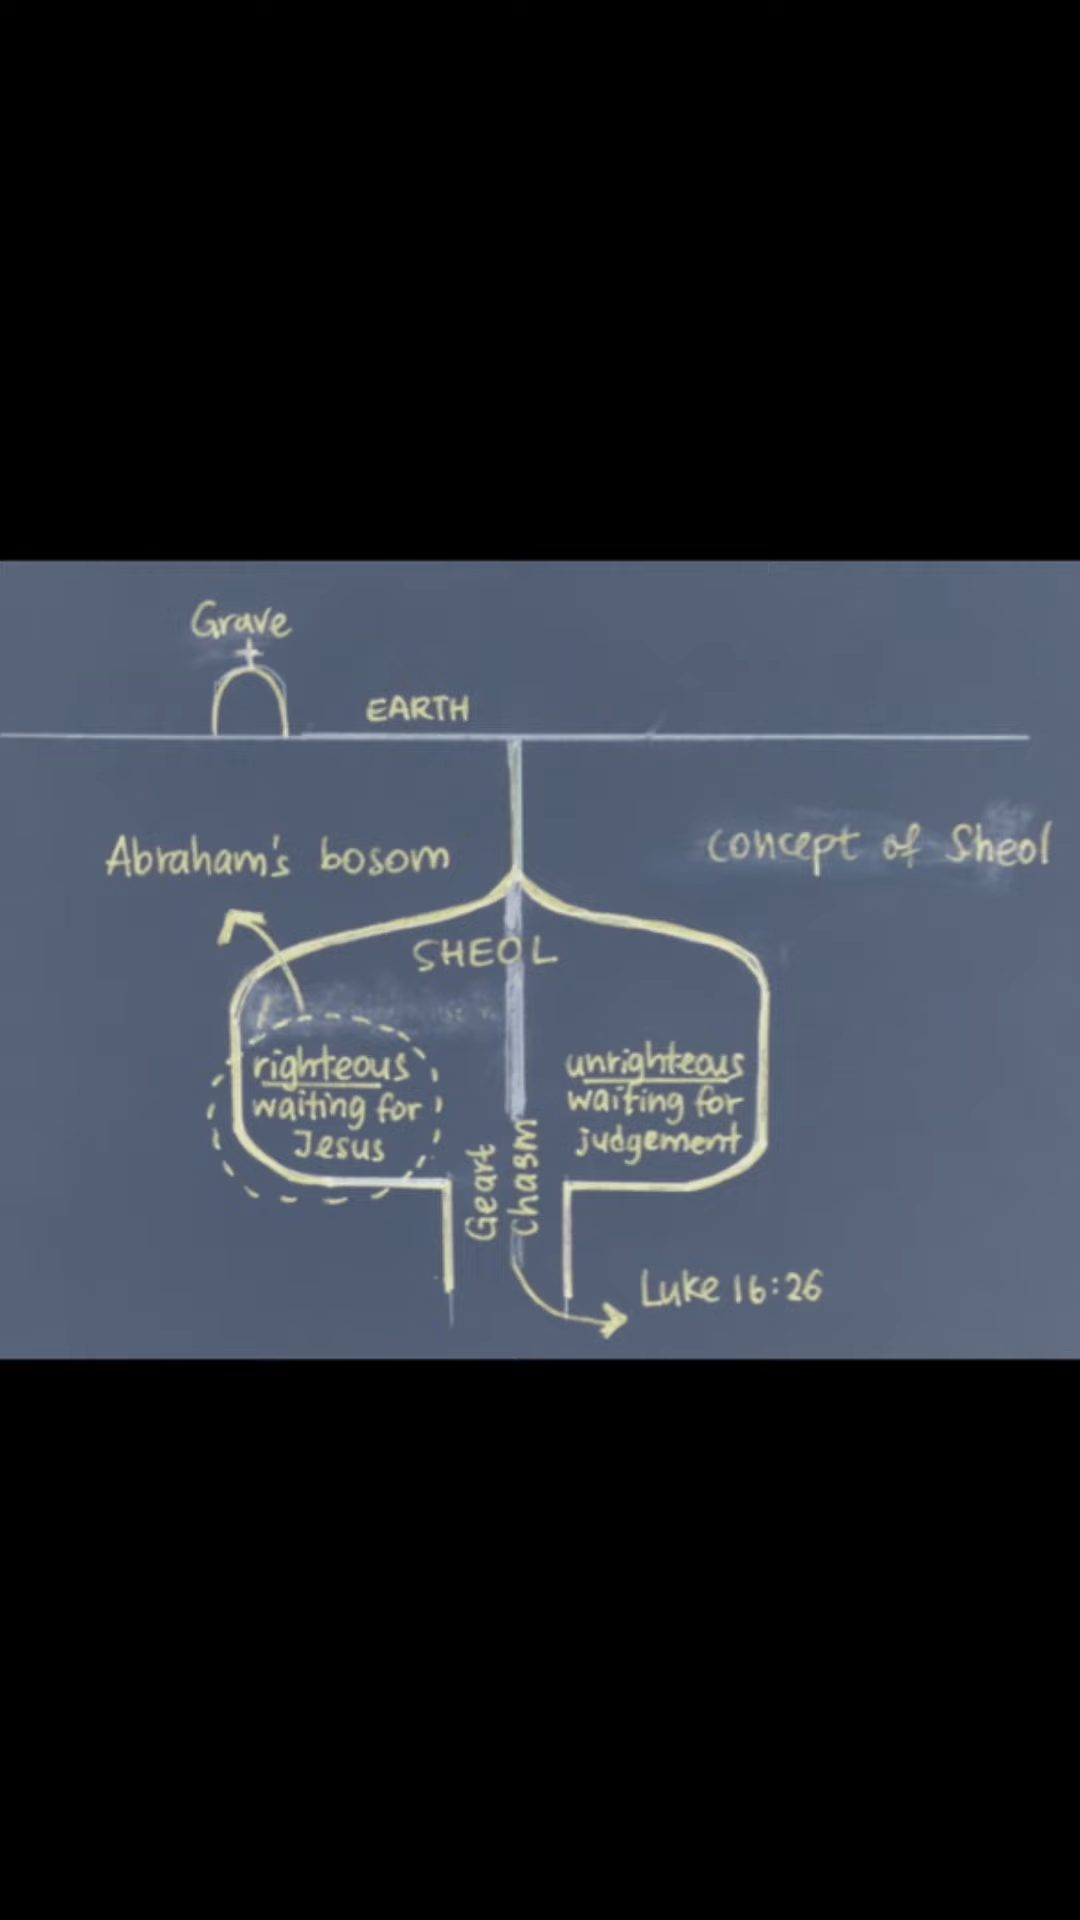 Grave
EARTH
Abraham's bosom
concept of Sheol
SHEOL
righteous
waiting for
Jesus
unrighteous
waiting for
judgement
Geart
Chasm
Luke 16:26